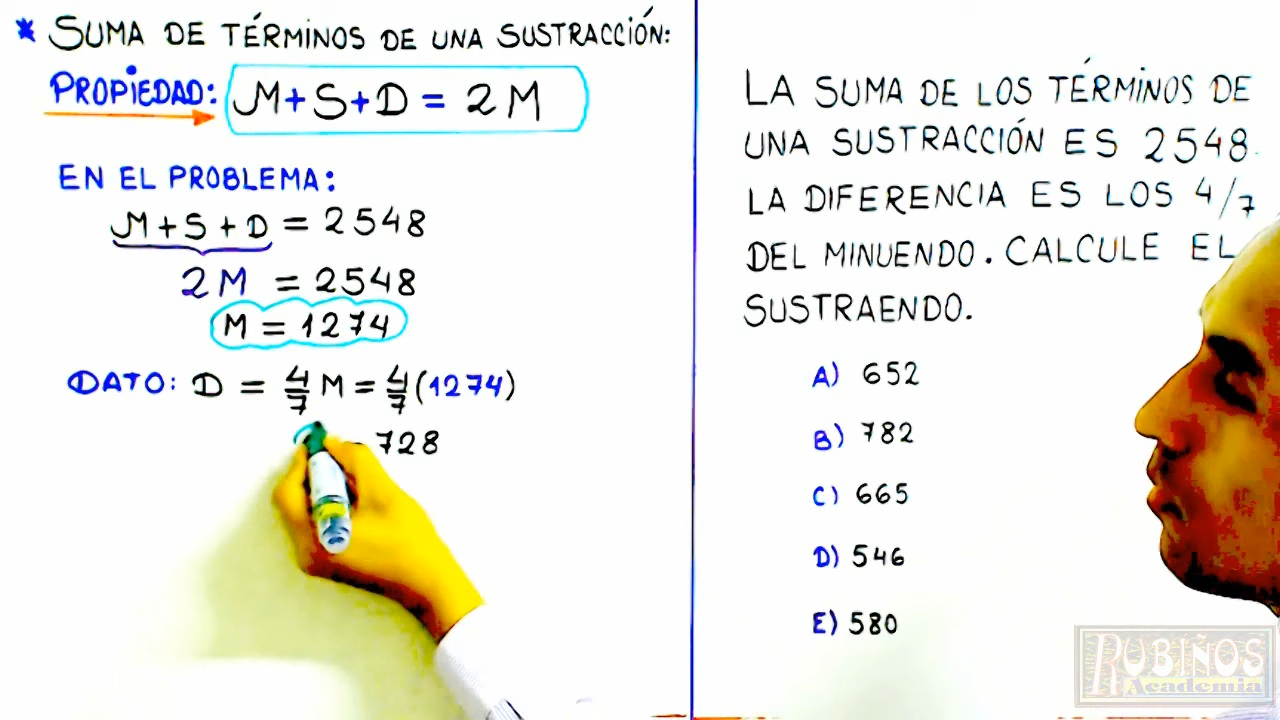 * SUMA DE TÉRMINOS DE UNA SUSTRACCIÓN:
PROPIEDAD: M+S+D = 2M
EN EL PROBLEMA:
M+S+D = 2548
2M = 2548
M = 1274
DATO: D = 4/7 M = 4/7 (1274)
728
LA SUMA DE LOS TÉRMINOS DE
UNA SUSTRACCIÓN ES 2548.
LA DIFERENCIA ES LOS 4/7
DEL MINUENDO. CALCULE EL
SUSTRAENDO.
A) 652
B) 782
C) 665
D) 546
E) 580
RUBIÑOS
Academia